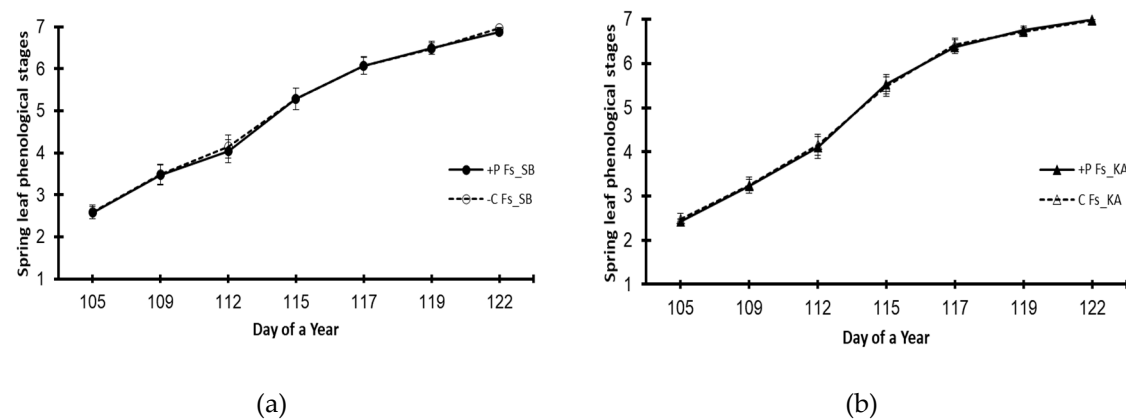 Spring leaf phenological stages
7
6
5
4
3
2
1
105 109 112 115 117 119 122
Day of a Year
+P Fs_SB
-C Fs_SB
(a)
Spring leaf phenological stages
7
6
5
4
3
2
1
105 109 112 115 117 119 122
Day of a Year
+P Fs_KA
C Fs_KA
(b)